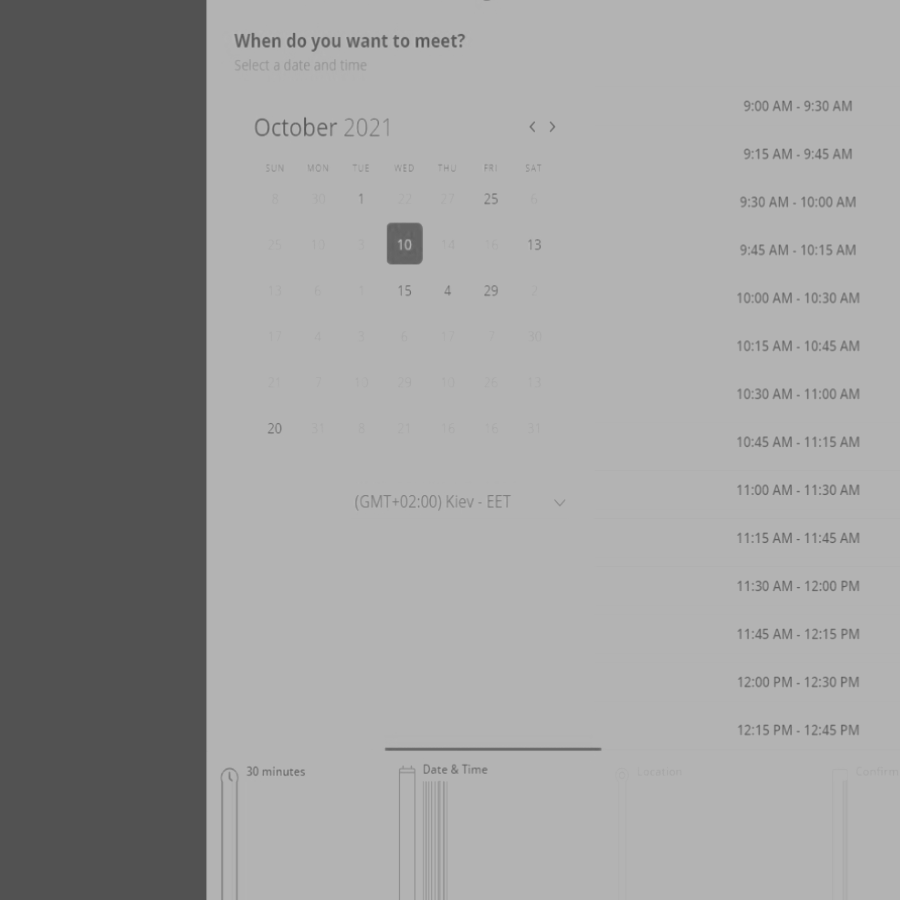 When do you want to meet?
Select a date and time
October 2021
SUN MON TUE WED THU FRI SAT
8 30 1 22 27 25 6
25 19 3 10 14 16 13
13 6 1 15 4 29 2
17 4 3 6 17 7 30
21 2 10 29 10 26 13
20 31 8 21 16 16 31
(GMT+02:00) Kiev - EET
9:00 AM - 9:30 AM
9:15 AM - 9:45 AM
9:30 AM - 10:00 AM
9:45 AM - 10:15 AM
10:00 AM - 10:30 AM
10:15 AM - 10:45 AM
10:30 AM - 11:00 AM
10:45 AM - 11:15 AM
11:00 AM - 11:30 AM
11:15 AM - 11:45 AM
11:30 AM - 12:00 PM
11:45 AM - 12:15 PM
12:00 PM - 12:30 PM
12:15 PM - 12:45 PM
30 minutes
Date & Time
Location
Confirm